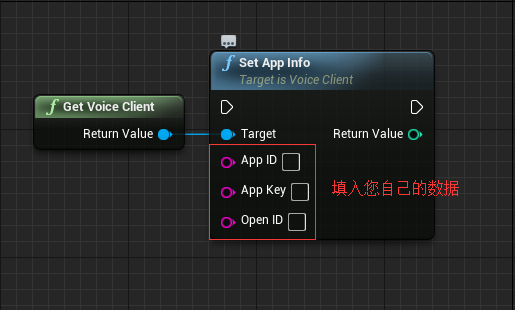 Set App Info
Target is Voice Client
Get Voice Client
Return Value
Target
Return Value
App ID
App Key
填入您自己的数据
Open ID